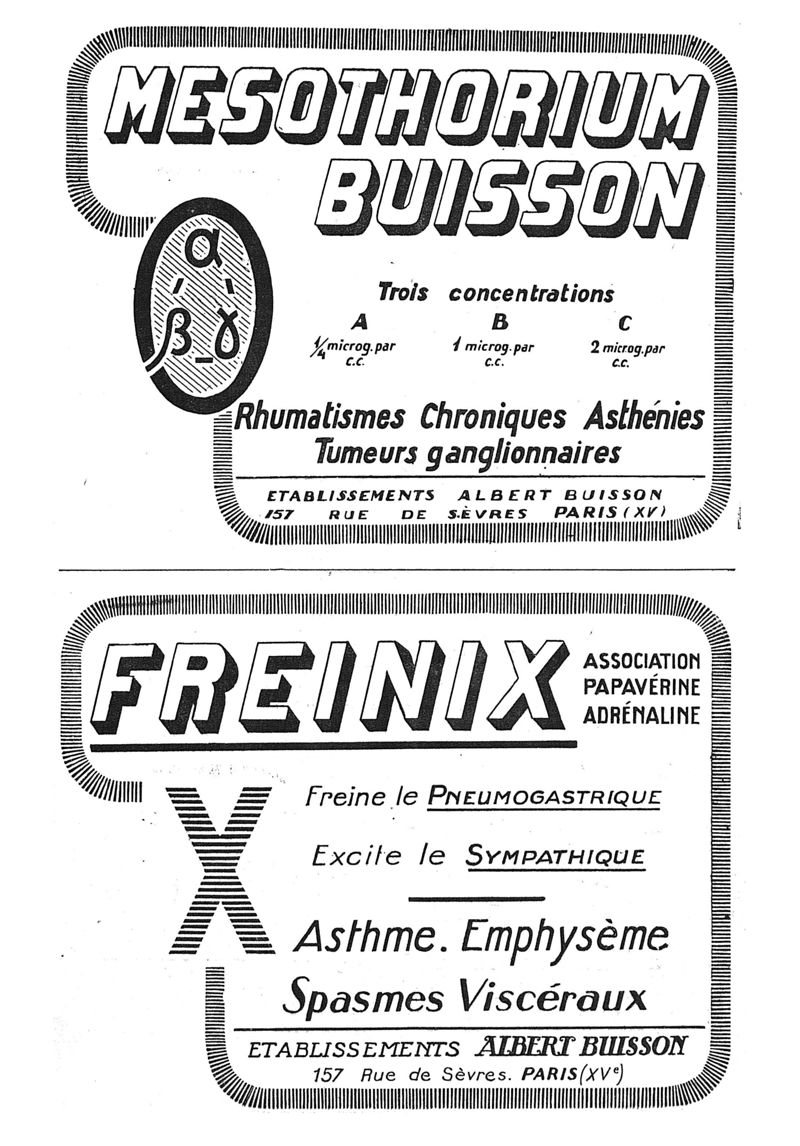 MESOTHORIUM
BUISSON
α
β - γ
Trois concentrations
A B C
1/4 microg. par c.c. 1 microg. par c.c. 2 microg. par c.c.
Rhumatismes Chroniques Asthénies
Tumeurs ganglionnaires
ETABLISSEMENTS ALBERT BUISSON
157 RUE DE SÈVRES PARIS (XV)
FREINIX
ASSOCIATION
PAPAVÉRINE
ADRÉNALINE
X
Freine le PNEUMOGASTRIQUE
Excite le SYMPATHIQUE
Asthme. Emphysème
Spasmes Viscéraux
ETABLISSEMENTS ALBERT BUISSON
157 Rue de Sèvres. PARIS (XVe)